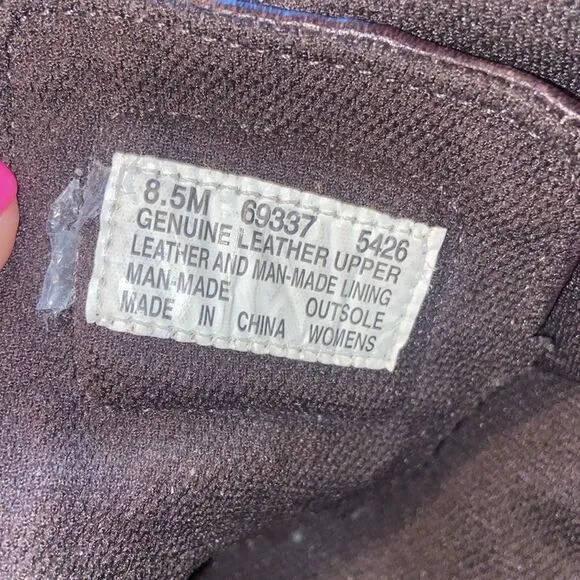 8.5M 69337 5426
GENUINE LEATHER UPPER
LEATHER AND MAN-MADE LINING
MAN-MADE OUTSOLE
MADE IN CHINA WOMENS